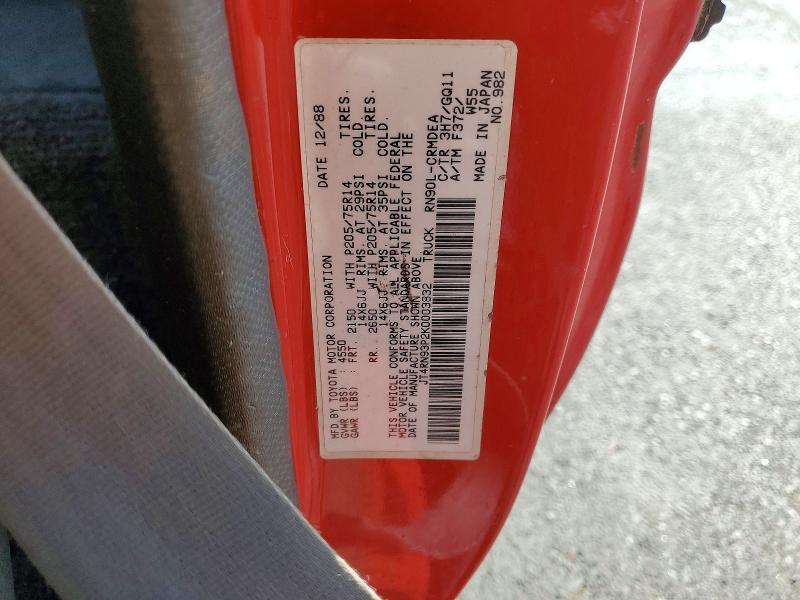 MFD BY TOYOTA MOTOR CORPORATION DATE 12/88
GVWR (LBS) : 4550
GAWR (LBS) : FRT. 2150 WITH P205/75R14 TIRES.
14X6JJ RIMS. AT 29PSI COLD.
RR. 2650 WITH P205/75R14 TIRES.
14X6JJ RIMS. AT 35PSI COLD.
THIS VEHICLE CONFORMS TO ALL APPLICABLE FEDERAL
MOTOR VEHICLE SAFETY STANDARDS IN EFFECT ON THE
DATE OF MANUFACTURE SHOWN ABOVE
JT4RN93P2K0003832 TRUCK RN90L-CRMDEA
C/TR 3H7/GQ11
A/TM F372/
W55
MADE IN JAPAN
NO.982